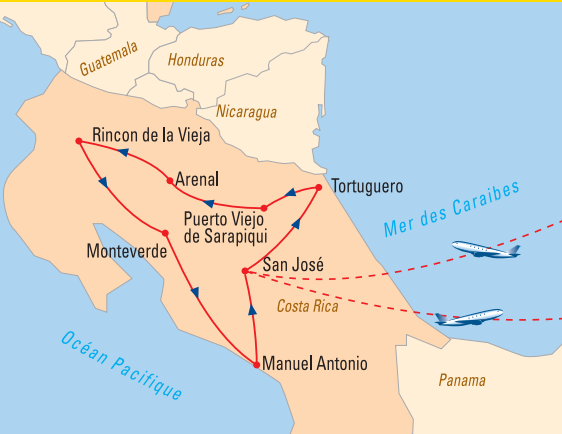 Guatemala
Honduras
Nicaragua
Rincon de la Vieja
Arenal
Tortuguero
Puerto Viejo
de Sarapiqui
Mer des Caraibes
Monteverde
San José
Costa Rica
Océan Pacifique
Manuel Antonio
Panama